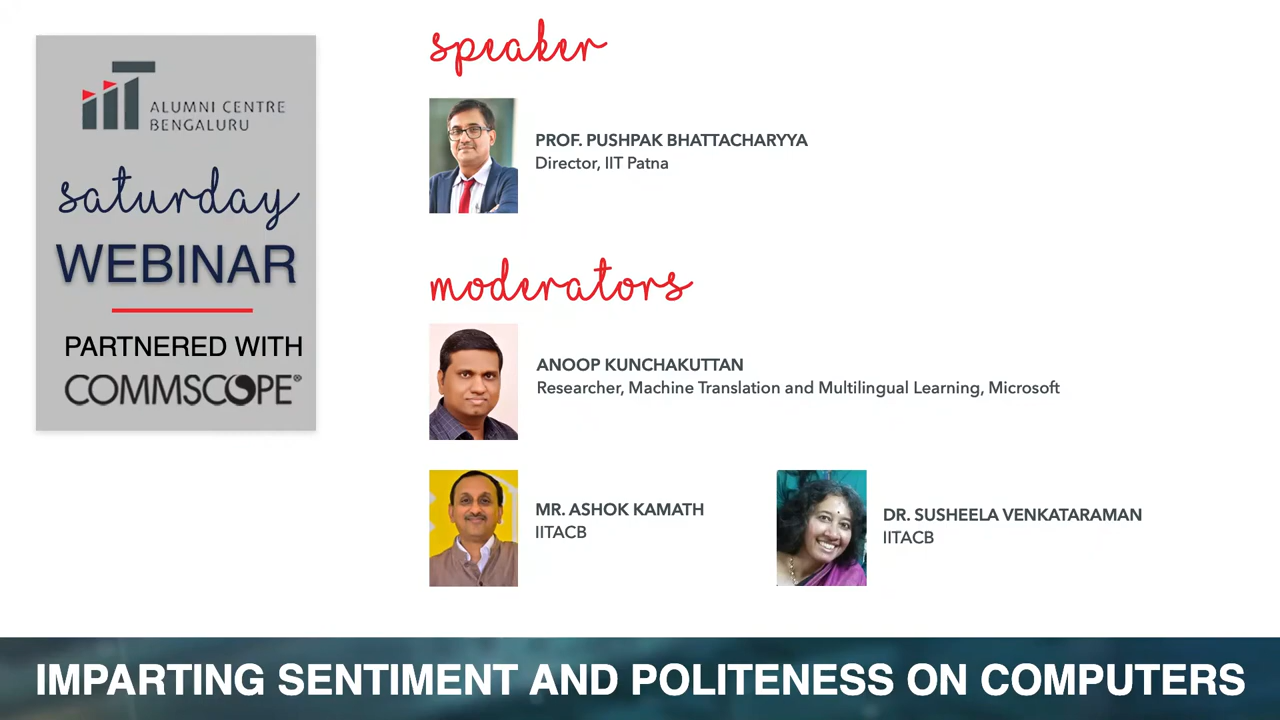 IIT ALUMNI CENTRE
BENGALURU
saturday
WEBINAR
PARTNERED WITH
COMMSCOPE®
speaker
PROF. PUSHPAK BHATTACHARYYA
Director, IIT Patna
moderators
ANOOP KUNCHAKUTTAN
Researcher, Machine Translation and Multilingual Learning, Microsoft
MR. ASHOK KAMATH
IITACB
DR. SUSHEELA VENKATARAMAN
IITACB
IMPARTING SENTIMENT AND POLITENESS ON COMPUTERS